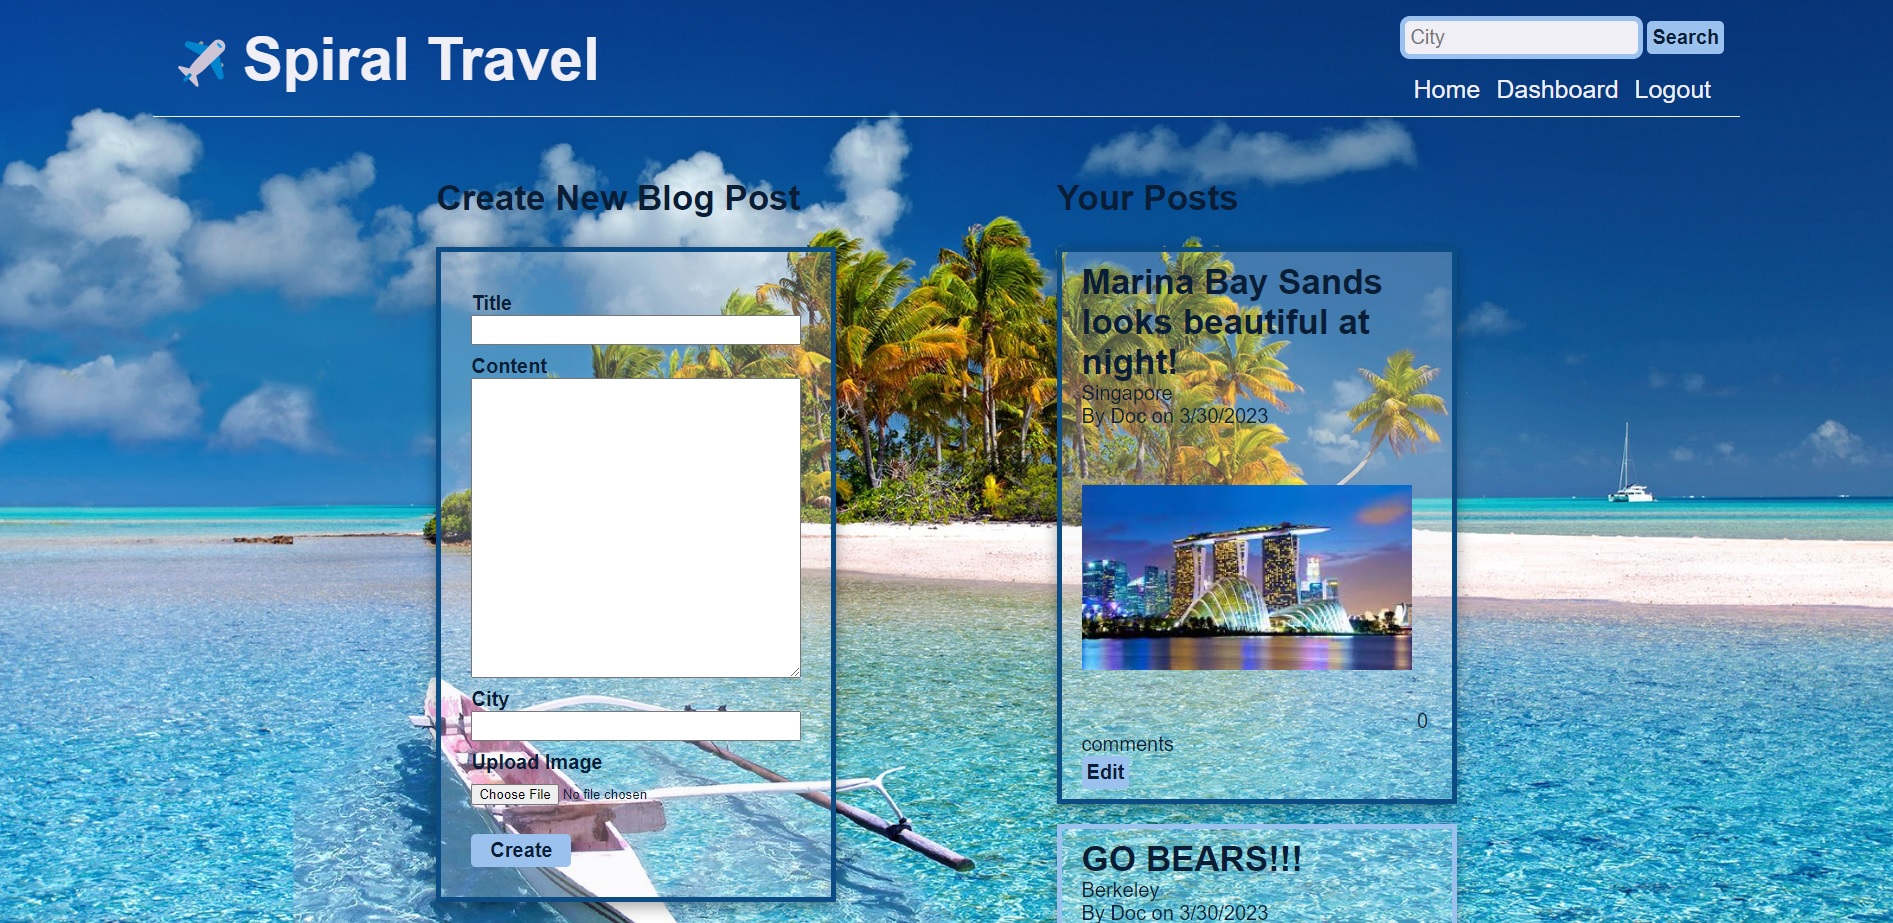 Spiral Travel
City
Search
Home Dashboard Logout
Create New Blog Post
Title
Content
City
Upload Image
Choose File No file chosen
Create
Your Posts
Marina Bay Sands
looks beautiful at
night!
Singapore
By Doc on 3/30/2023
0
comments
Edit
GO BEARS!!!
Berkeley
By Doc on 3/30/2023